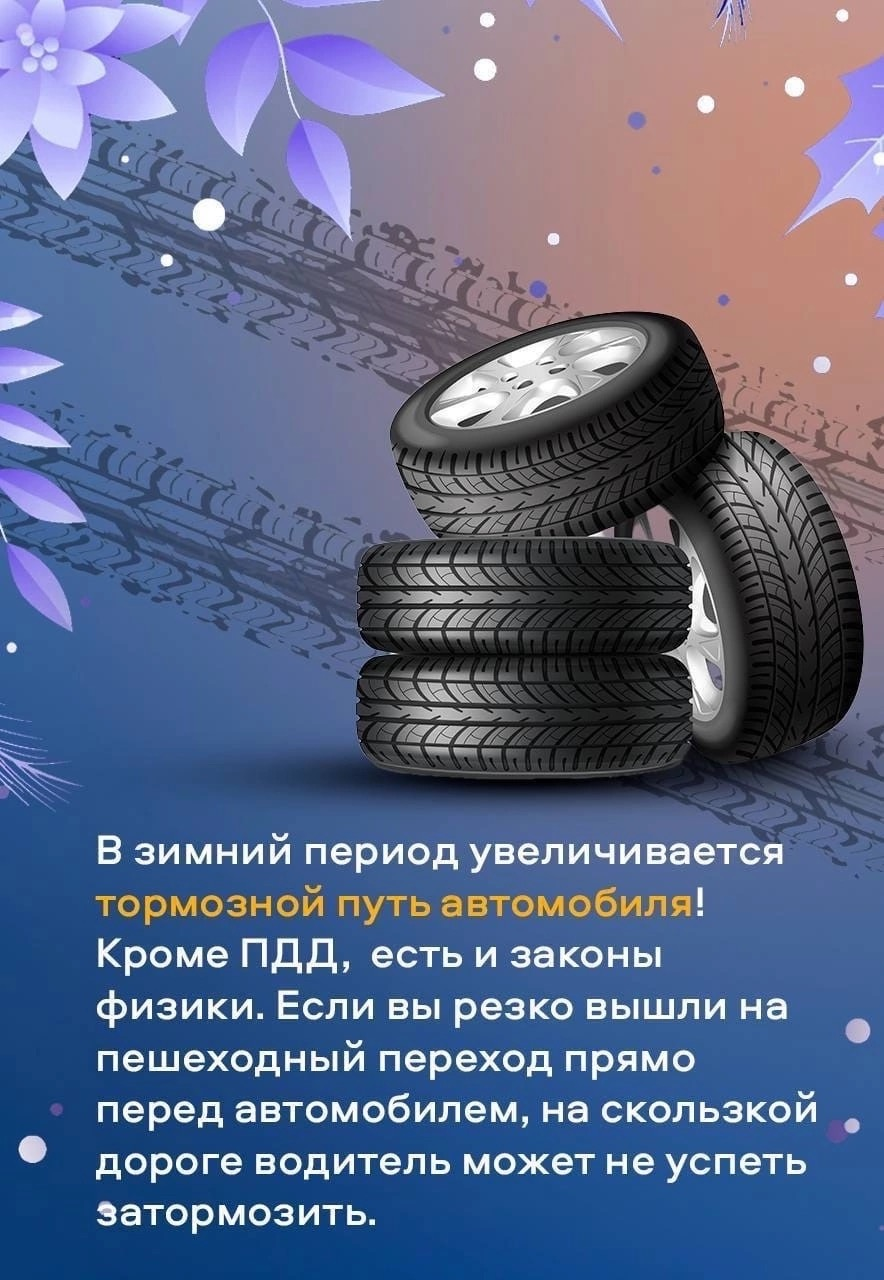 В зимний период увеличивается
тормозной путь автомобиля!
Кроме ПДД,  есть и законы
физики. Если вы резко вышли на
пешеходный переход прямо
перед автомобилем, на скользкой
дороге водитель может не успеть
затормозить.